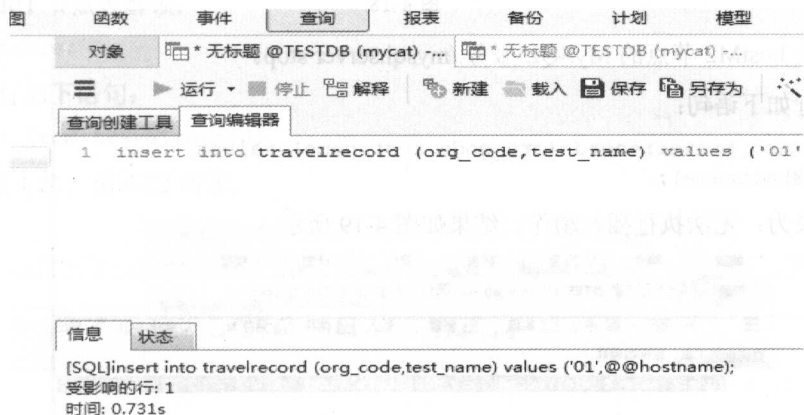 图 函数 事件 查询 报表 备份 计划 模型
对象 * 无标题 @TESTDB (mycat) -... * 无标题 @TESTDB (mycat) -...
运行 停止 解释 新建 载入 保存 另存为
查询创建工具 查询编辑器
1 insert into travelrecord (org_code,test_name) values ('01'
信息 状态
[SQL]insert into travelrecord (org_code,test_name) values ('01',@@hostname);
受影响的行: 1
时间: 0.731s